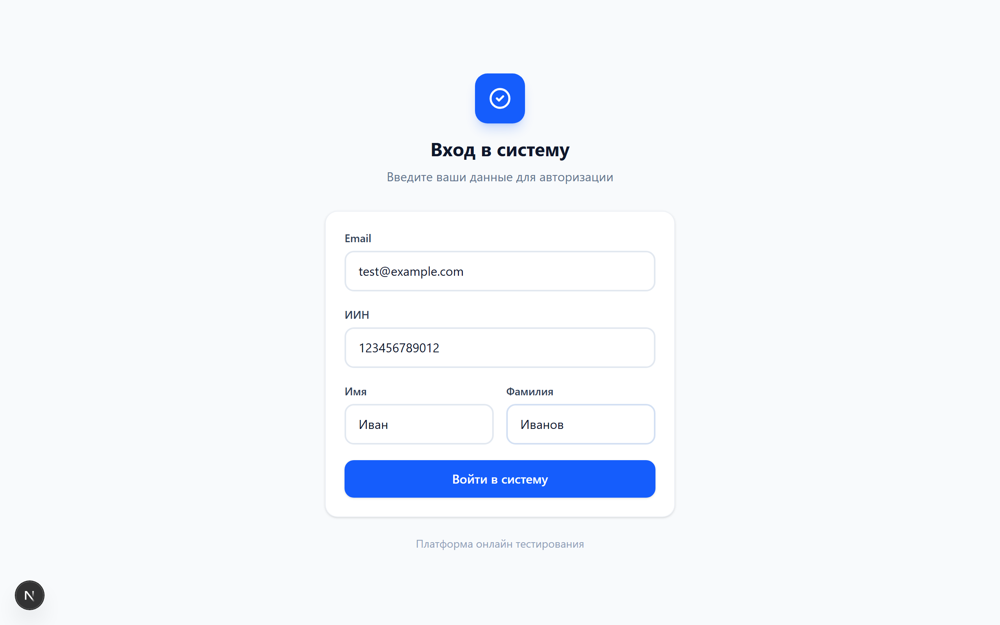 Вход в систему
Введите ваши данные для авторизации
Email
test@example.com
ИИН
123456789012
Имя
Фамилия
Иван
Иванов
Войти в систему
Платформа онлайн тестирования
N